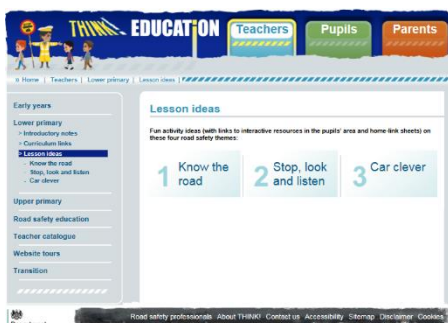 THINK! EDUCATION
Teachers
Pupils
Parents
» Home | Teachers | Lower primary | Lesson ideas |
Early years
Lower primary
> Introductory notes
> Curriculum links
> Lesson ideas
- Know the road
- Stop, look and listen
- Car clever
Upper primary
Road safety education
Teacher catalogue
Website tours
Transition
Lesson ideas
Fun activity ideas (with links to interactive resources in the pupils' area and home-link sheets) on
these four road safety themes:
1 Know the road
2 Stop, look and listen
3 Car clever
Road safety professionals About THINK! Contact us Accessibility Sitemap Disclaimer Cookies